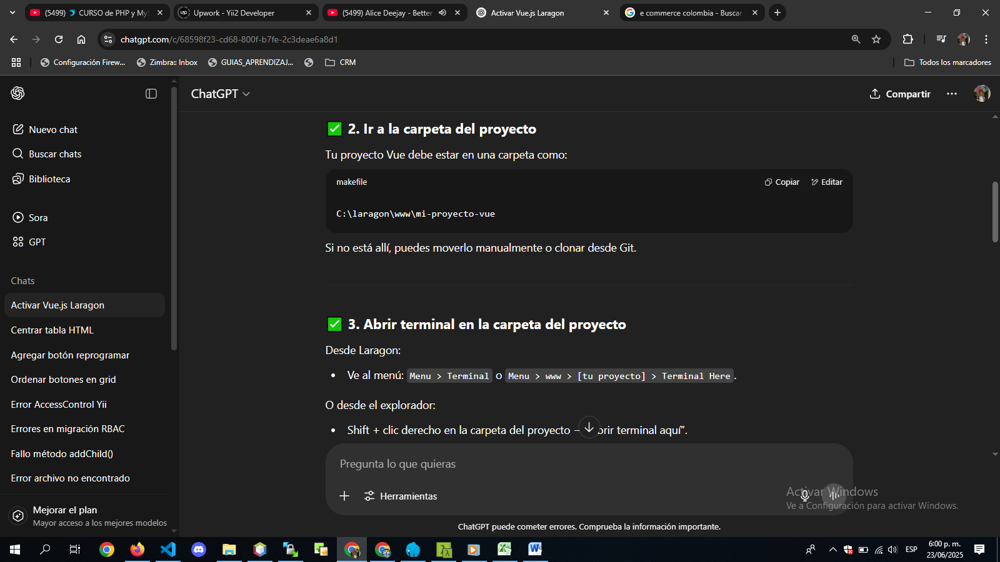 (5499) CURSO de PHP y My
Upwork - Yii2 Developer
(5499) Alice Deejay - Better
Activar Vue.js Laragon
e commerce colombia - Buscar
chatgpt.com/c/68598f23-cd68-800f-b7fe-2c3deae6a8d1
Configuración Firew...
Zimbra:: Inbox
GUIAS_APRENDIZAJ...
CRM
Todos los marcadores
ChatGPT
Compartir
Nuevo chat
Buscar chats
Biblioteca
Sora
GPT
Chats
Activar Vue.js Laragon
Centrar tabla HTML
Agregar botón reprogramar
Ordenar botones en grid
Error AccessControl Yii
Errores en migración RBAC
Fallo método addChild()
Error archivo no encontrado
Mejorar el plan
Mayor acceso a los mejores modelos
2. Ir a la carpeta del proyecto
Tu proyecto Vue debe estar en una carpeta como:
makefile
Copiar
Editar
C:\laragon\www\mi-proyecto-vue
Si no está allí, puedes moverlo manualmente o clonar desde Git.
3. Abrir terminal en la carpeta del proyecto
Desde Laragon:
• Ve al menú: Menu > Terminal o Menu > www > [tu proyecto] > Terminal Here.
O desde el explorador:
• Shift + clic derecho en la carpeta del proyecto – brir terminal aquí”.
Pregunta lo que quieras
Herramientas
Activar Windows
Ve a Configuración para activar Windows.
ChatGPT puede cometer errores. Comprueba la información importante.
ESP
6:00 p. m.
23/06/2025